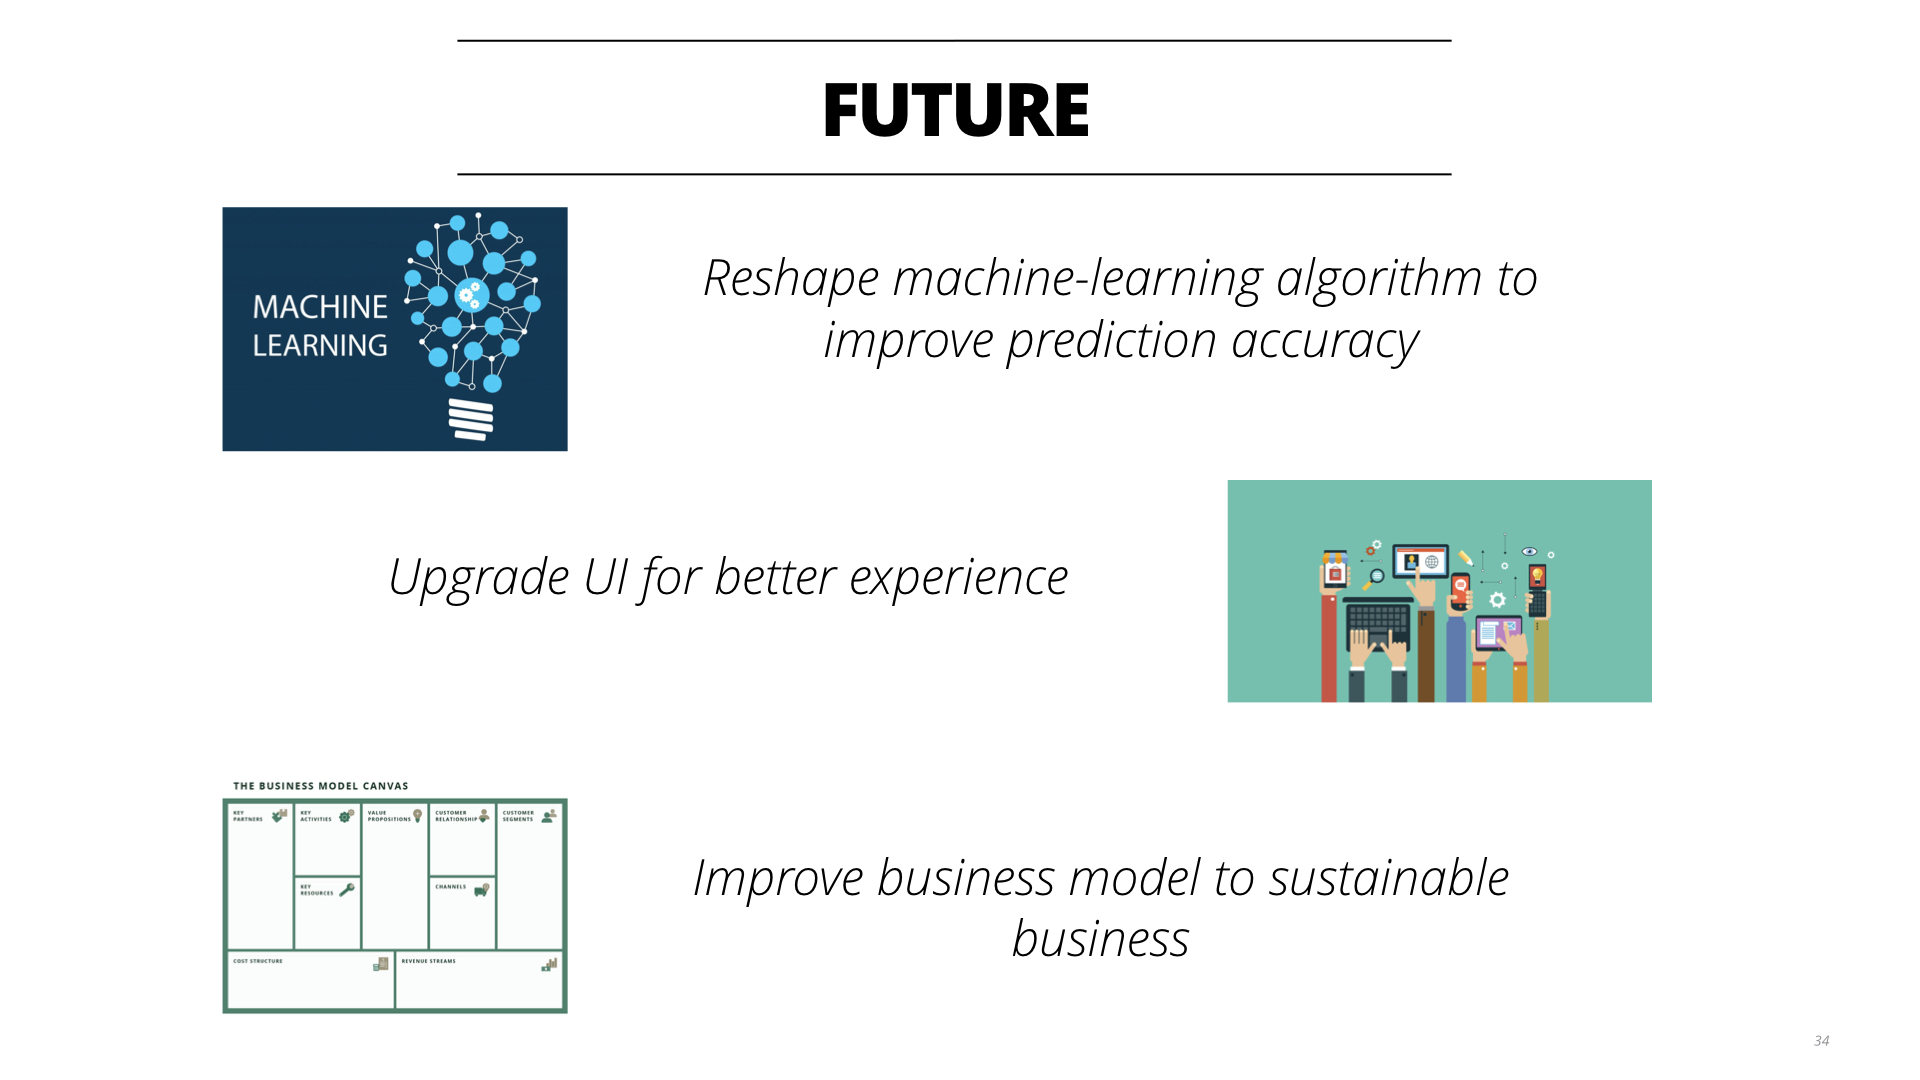 FUTURE
MACHINE
LEARNING
Reshape machine-learning algorithm to
improve prediction accuracy
Upgrade UI for better experience
THE BUSINESS MODEL CANVAS
KEY
PARTNERS
KEY
ACTIVITIES
VALUE
PROPOSITIONS
CUSTOMER
RELATIONSHIP
CUSTOMER
SEGMENTS
KEY
RESOURCES
CHANNELS
COST STRUCTURE
REVENUE STREAMS
Improve business model to sustainable
business
34